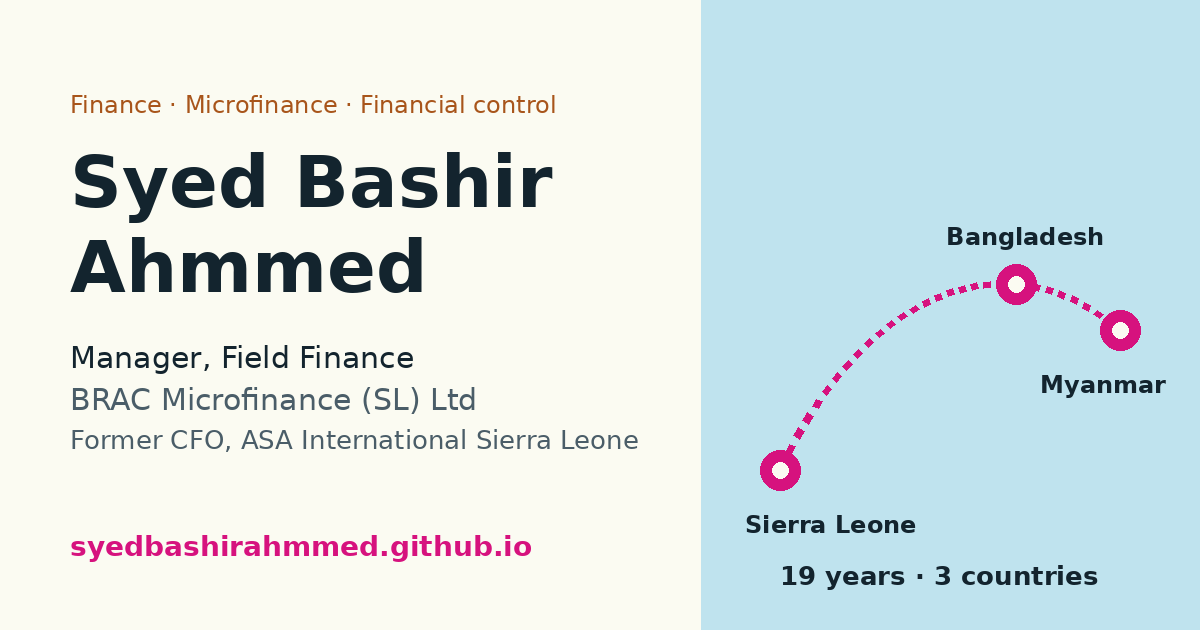 Finance · Microfinance · Financial control
Syed Bashir
Ahmmed
Manager, Field Finance
BRAC Microfinance (SL) Ltd
Former CFO, ASA International Sierra Leone
syedbashirahmmed.github.io
Bangladesh
Myanmar
Sierra Leone
19 years · 3 countries